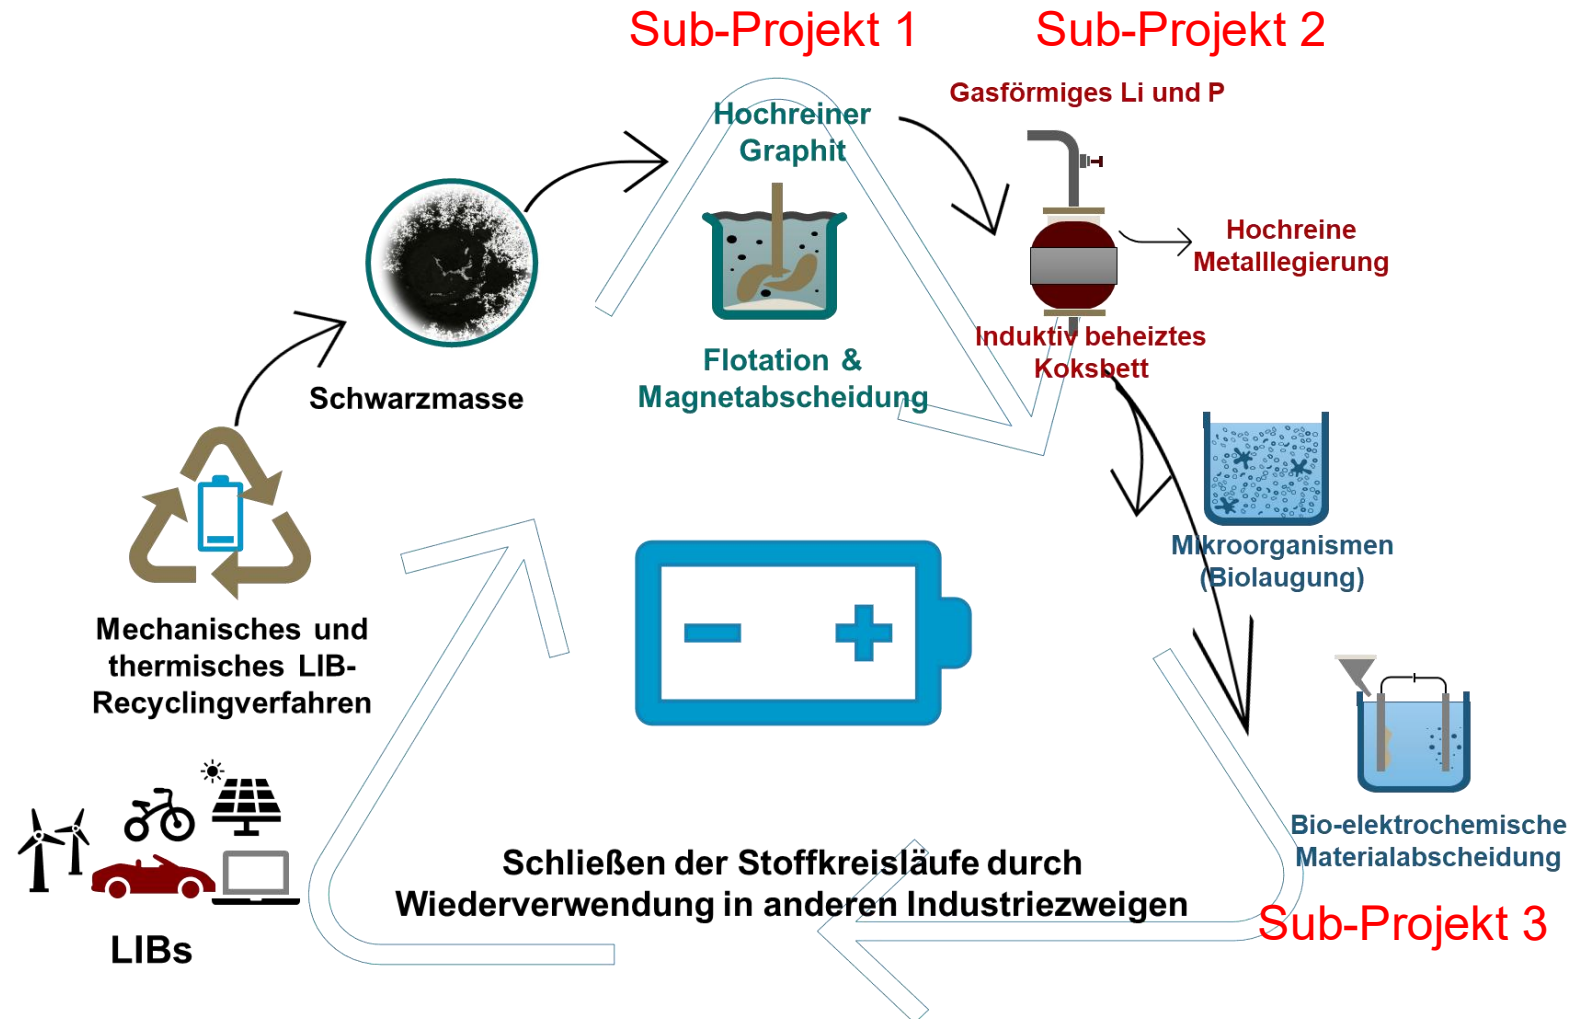 Sub-Projekt 1
Sub-Projekt 2
Hochreiner
Graphit
Gasförmiges Li und P
Hochreine
Metalllegierung
Flotation &
Magnetabscheidung
Induktiv beheiztes
Koksbett
Schwarzmasse
Mikroorganismen
(Biolaugung)
Mechanisches und
thermisches LIB-
Recyclingverfahren
Bio-elektrochemische
Materialabscheidung
Schließen der Stoffkreisläufe durch
Wiederverwendung in anderen Industriezweigen
Sub-Projekt 3
LIBs